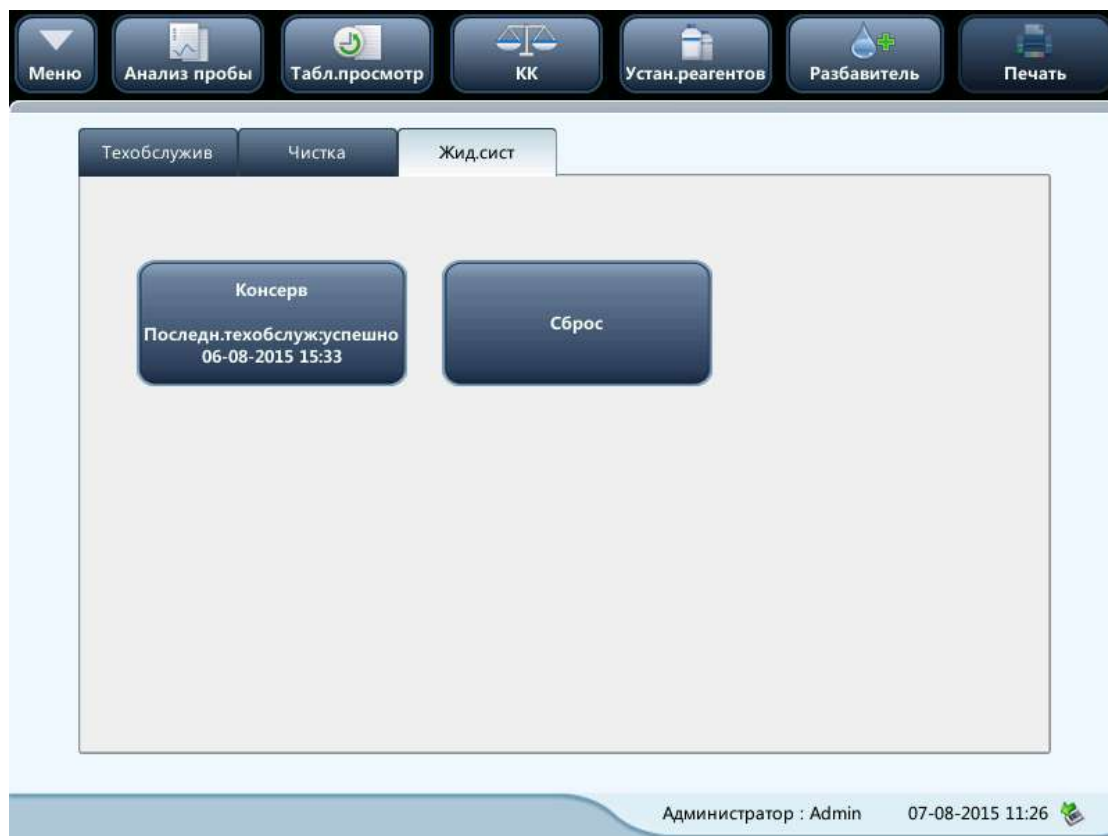 Меню
Анализ пробы
Табл.просмотр
КК
Устан.реагентов
Разбавитель
Печать
Техобслужив
Чистка
Жид.сист
Консерв
Последн.техобслуж:успешно
06-08-2015 15:33
Сброс
Администратор : Admin
07-08-2015 11:26